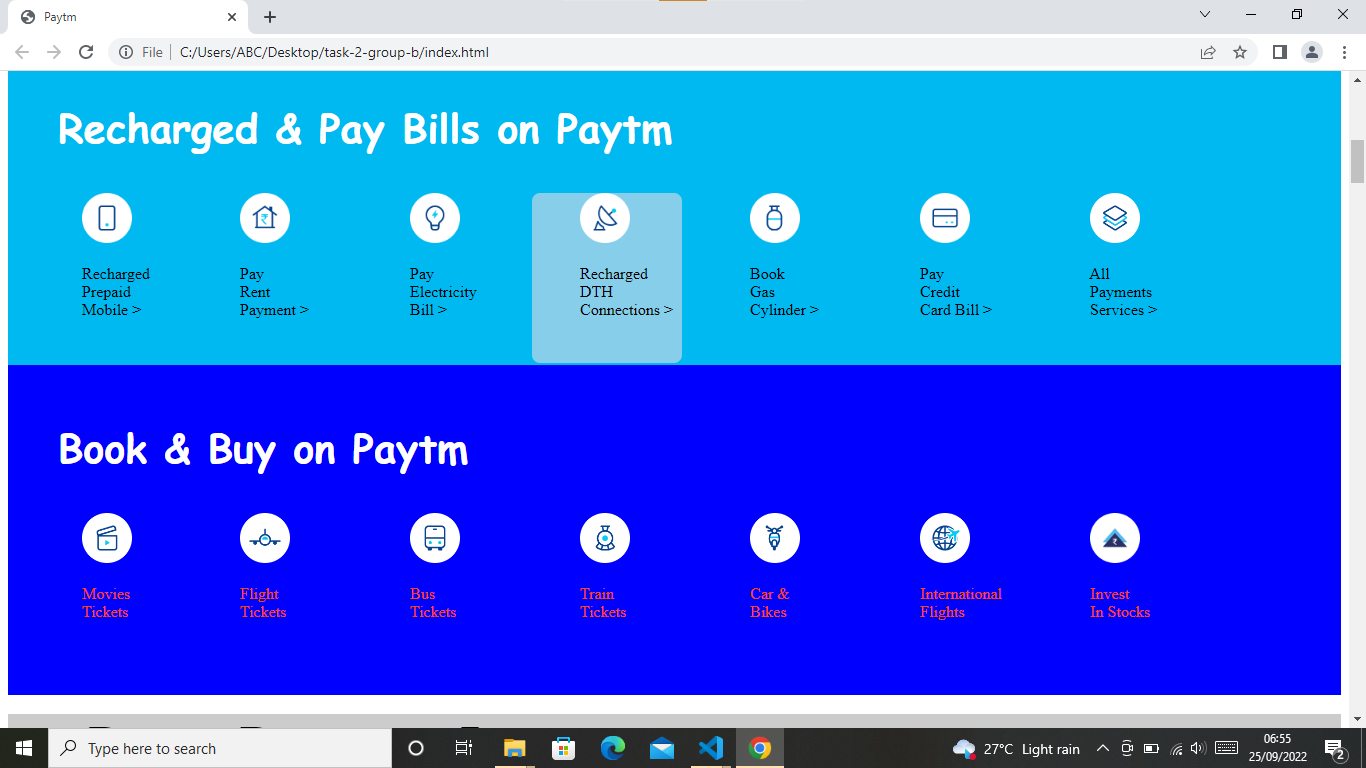 Paytm
File
C:/Users/ABC/Desktop/task-2-group-b/index.html
Recharged & Pay Bills on Paytm
Recharged
Prepaid
Mobile >
Pay
Rent
Payment >
Pay
Electricity
Bill >
Recharged
DTH
Connections >
Book
Gas
Cylinder >
Pay
Credit
Card Bill >
All
Payments
Services >
Book & Buy on Paytm
Movies
Tickets
Flight
Tickets
Bus
Tickets
Train
Tickets
Car &
Bikes
International
Flights
Invest
In Stocks
Type here to search
27°C Light rain
06:55
25/09/2022
2